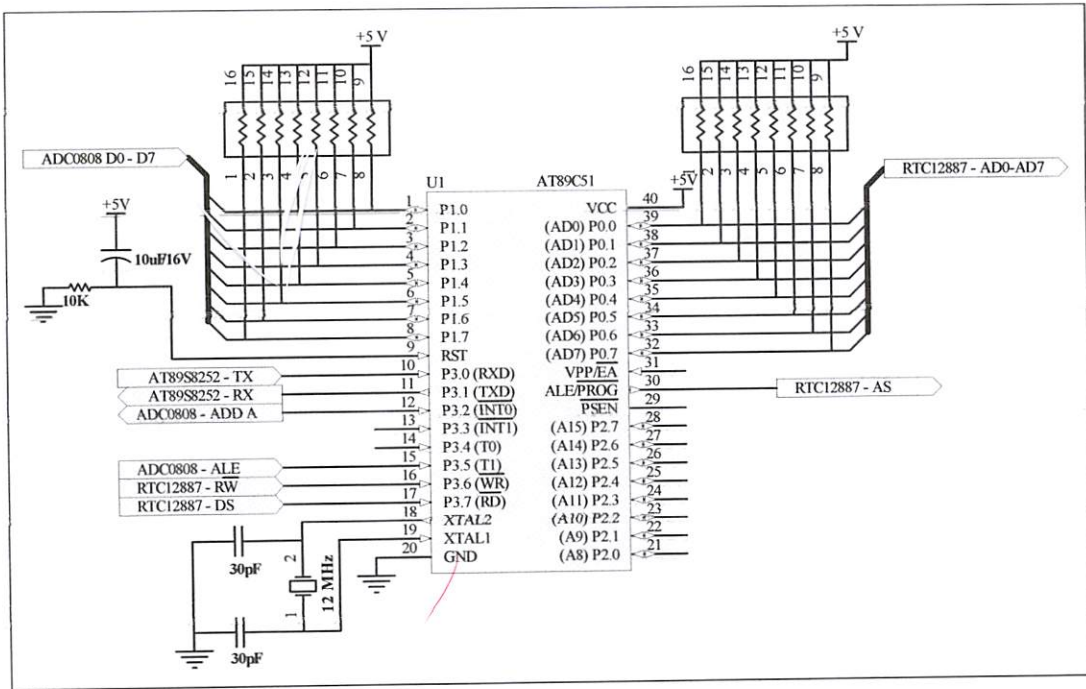 +5 V
16 15 14 13 12 11 10 9
1 2 3 4 5 6 7 8
ADC0808 D0 - D7
+5V
10uF/16V
10K
+5 V
16 15 14 13 12 11 10 9
1 2 3 4 5 6 7 8
RTC12887 - AD0-AD7
+5V
U1 AT89C51
1 P1.0
2 P1.1
3 P1.2
4 P1.3
5 P1.4
6 P1.5
7 P1.6
8 P1.7
9 RST
10 P3.0 (RXD)
11 P3.1 (TXD)
12 P3.2 (INT0)
13 P3.3 (INT1)
14 P3.4 (T0)
15 P3.5 (T1)
16 P3.6 (WR)
17 P3.7 (RD)
18 XTAL2
19 XTAL1
20 GND
VCC 40
(AD0) P0.0 39
(AD1) P0.1 38
(AD2) P0.2 37
(AD3) P0.3 36
(AD4) P0.4 35
(AD5) P0.5 34
(AD6) P0.6 33
(AD7) P0.7 32
VPP/EA 31
ALE/PROG 30
PSEN 29
(A15) P2.7 28
(A14) P2.6 27
(A13) P2.5 26
(A12) P2.4 25
(A11) P2.3 24
(A10) P2.2 23
(A9) P2.1 22
(A8) P2.0 21
AT89S8252 - TX
AT89S8252 - RX
ADC0808 - ADD A
ADC0808 - ALE
RTC12887 - RW
RTC12887 - DS
RTC12887 - AS
30pF
2
12 MHz
1
30pF